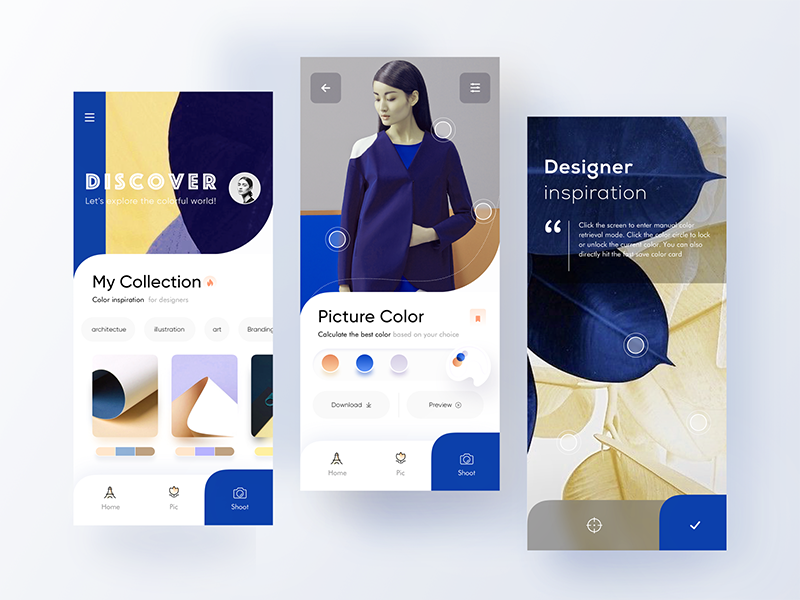 DISCOVER
Let's explore the colorful world!
My Collection
Color inspiration for designers
architectue
illustration
art
Branding
Home
Pic
Shoot
Picture Color
Calculate the best color based on your choice
Download
Preview
Home
Pic
Shoot
Designer
inspiration
“
Click the screen to enter manual color
retrieval mode. Click the color circle to lock
or unlock the current color. You can also
directly hit the fast save color card